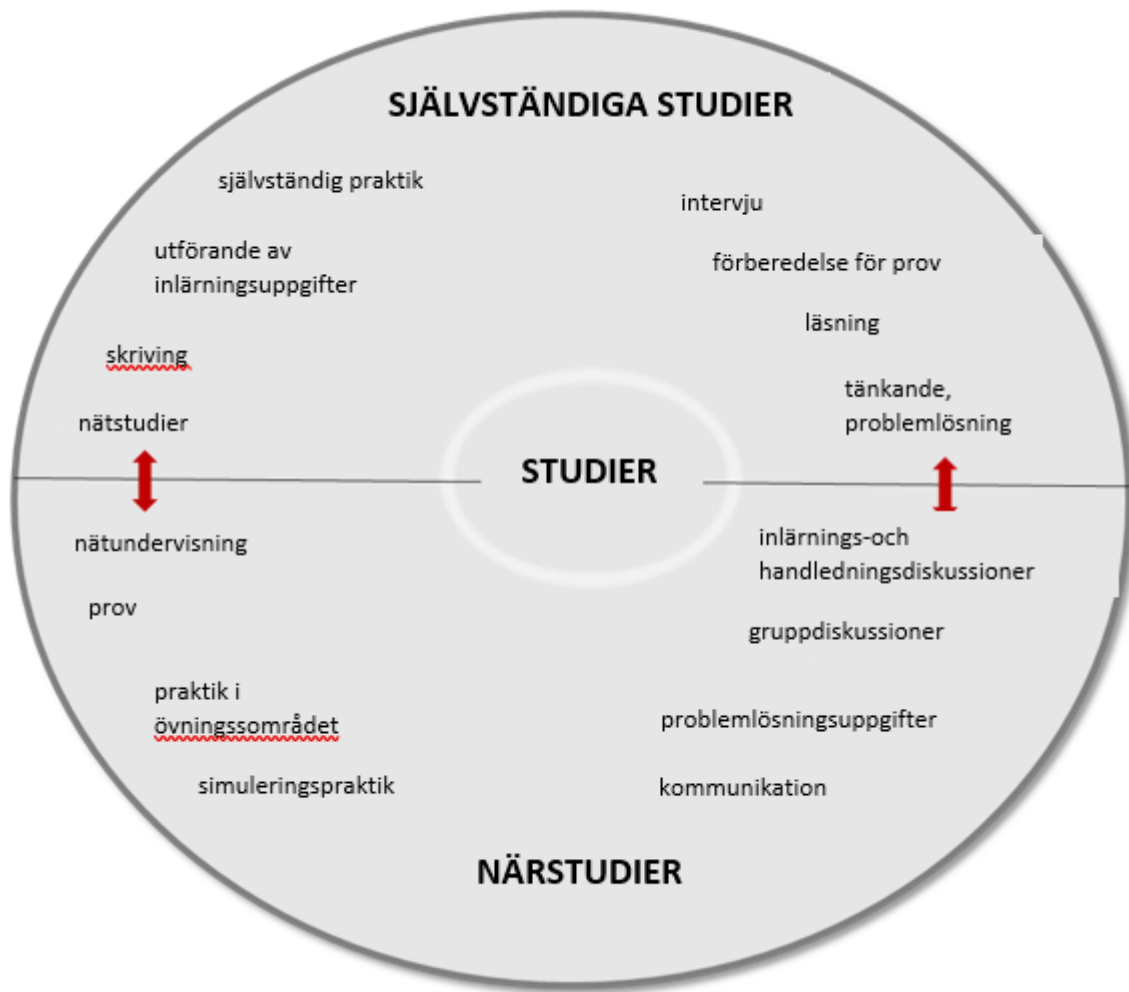 SJÄLVSTÄNDIGA STUDIER
självständig praktik
intervju
utförande av
inlärningsuppgifter
förberedelse för prov
läsning
skriving
tänkande,
problemlösning
nätstudier
STUDIER
nätundervisning
inlärnings-och
handledningsdiskussioner
prov
gruppdiskussioner
praktik i
övningssområdet
problemlösningsuppgifter
simuleringspraktik
kommunikation
NÄRSTUDIER